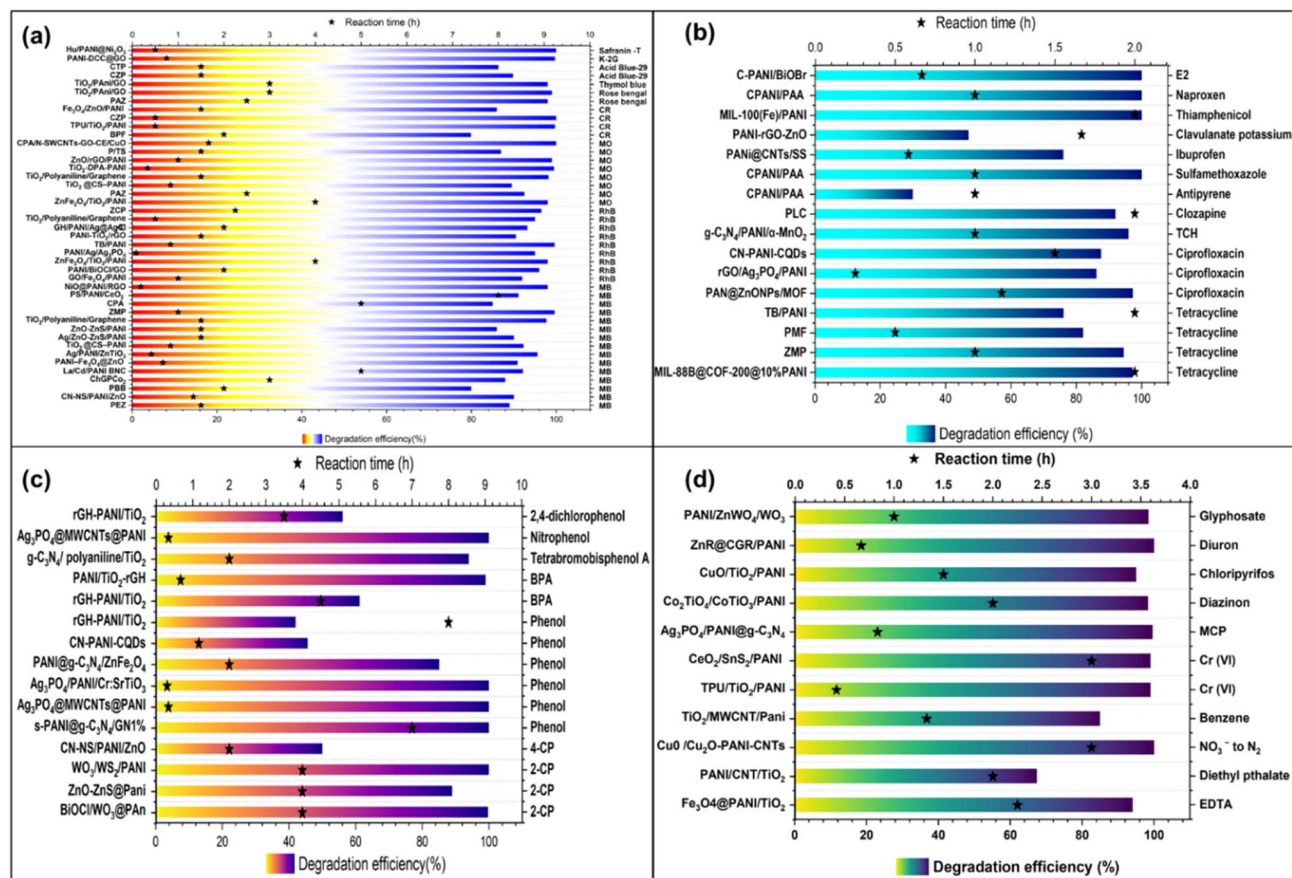 (a)
★ Reaction time (h)
0 1 2 3 4 5 6 7 8 9 10
Hu/PANI@Ni₂O₃ Safranin -T
PANI-DCC@GO K-2G
CTP Acid Blue-29
CZP Acid Blue-29
TiO₂/PAni/GO Thymol blue
TiO₂/PAni/GO Rose bengal
PAZ Rose bengal
Fe₃O₄/ZnO/PANI CR
CZP CR
TPU/TiO₂/PANI CR
BPF CR
CPA/N-SWCNTS-GO-CE/CuO MO
P/TS MO
ZnO/rGO/PANI MO
TiO₂-DPA-PANI MO
TiO₂/Polyaniline/Graphene MO
TiO₂@CS–PANI MO
PAZ MO
ZnFe₂O₄/TiO₂/PANI MO
ZCP RhB
TiO₂/Polyaniline/Graphene RhB
GH/PANI/Ag@AgCl RhB
PANI-TiO₂/rGO RhB
TB/PANI RhB
PANI/Ag/Ag₃PO₄ RhB
ZnFe₂O₄/TiO₂/PANI RhB
PANI/BiOCl/GO RhB
GO/Fe₃O₄/PANI RhB
NiO@PANI/RGO MB
PS/PANI/CeO₂ MB
CPA MB
ZMP MB
TiO₂/Polyaniline/Graphene MB
ZnO-ZnS/PANI MB
Ag/ZnO-ZnS/PANI MB
TiO₂@CS–PANI MB
Ag/PANI/ZnTiO₃ MB
PANI–Fe₃O₄@ZnO MB
La/Cd/PANI BNC MB
ChGPCo₂ MB
PBB MB
CN-NS/PANI/ZnO MB
PEZ MB
0 20 40 60 80 100
Degradation efficiency(%)
(b)
★ Reaction time (h)
0.0 0.5 1.0 1.5 2.0
C-PANI/BiOBr E2
CPANI/PAA Naproxen
MIL-100(Fe)/PANI Thiamphenicol
PANI-rGO-ZnO Clavulanate potassium
PANi@CNTs/SS Ibuprofen
CPANI/PAA Sulfamethoxazole
CPANI/PAA Antipyrene
PLC Clozapine
g-C₃N₄/PANI/α-MnO₂ TCH
CN-PANI-CQDs Ciprofloxacin
rGO/Ag₃PO₄/PANI Ciprofloxacin
PAN@ZnONPs/MOF Ciprofloxacin
TB/PANI Tetracycline
PMF Tetracycline
ZMP Tetracycline
MIL-88B@COF-200@10%PANI Tetracycline
0 20 40 60 80 100
Degradation efficiency (%)
(c)
★ Reaction time (h)
0 1 2 3 4 5 6 7 8 9 10
rGH-PANI/TiO₂ 2,4-dichlorophenol
Ag₃PO₄@MWCNTs@PANI Nitrophenol
g-C₃N₄/ polyaniline/TiO₂ Tetrabromobisphenol A
PANI/TiO₂-rGH BPA
rGH-PANI/TiO₂ BPA
rGH-PANI/TiO₂ Phenol
CN-PANI-CQDs Phenol
PANI@g-C₃N₄/ZnFe₂O₄ Phenol
Ag₃PO₄/PANI/Cr:SrTiO₃ Phenol
Ag₃PO₄@MWCNTs@PANI Phenol
s-PANI@g-C₃N₄/GN1% Phenol
CN-NS/PANI/ZnO 4-CP
WO₃/WS₂/PANI 2-CP
ZnO-ZnS@Pani 2-CP
BiOCl/WO₃@PAn 2-CP
0 20 40 60 80 100
Degradation efficiency(%)
(d)
★ Reaction time (h)
0.0 0.5 1.0 1.5 2.0 2.5 3.0 3.5 4.0
PANI/ZnWO₄/WO₃ Glyphosate
ZnR@CGR/PANI Diuron
CuO/TiO₂/PANI Chloripyrifos
Co₂TiO₄/CoTiO₃/PANI Diazinon
Ag₃PO₄/PANI@g-C₃N₄ MCP
CeO₂/SnS₂/PANI Cr (VI)
TPU/TiO₂/PANI Cr (VI)
TiO₂/MWCNT/Pani Benzene
Cu0 /Cu₂O-PANI-CNTs NO₃⁻ to N₂
PANI/CNT/TiO₂ Diethyl pthalate
Fe₃O4@PANI/TiO₂ EDTA
0 20 40 60 80 100
Degradation efficiency (%)